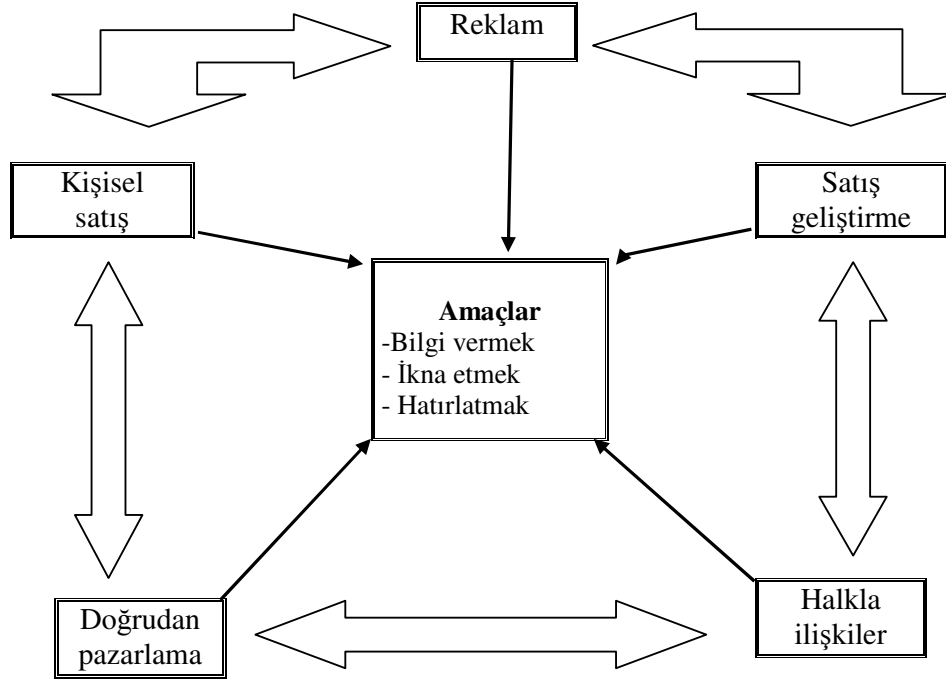 Reklam
Kişisel
satış
Satış
geliştirme
Amaçlar
-Bilgi vermek
- İkna etmek
- Hatırlatmak
Doğrudan
pazarlama
Halkla
ilişkiler